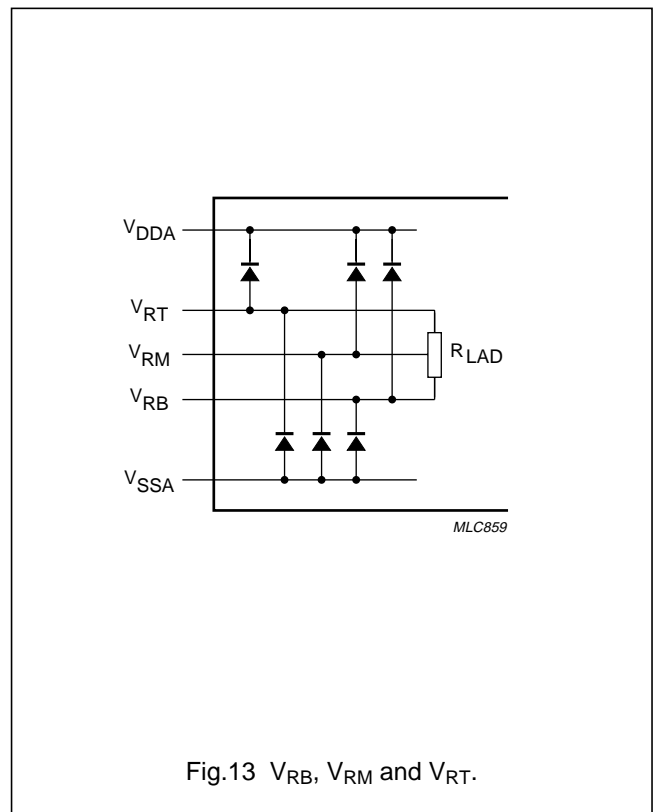 VDDA
VRT
VRM
RLAD
VRB
VSSA
MLC859
Fig.13 VRB, VRM and VRT.